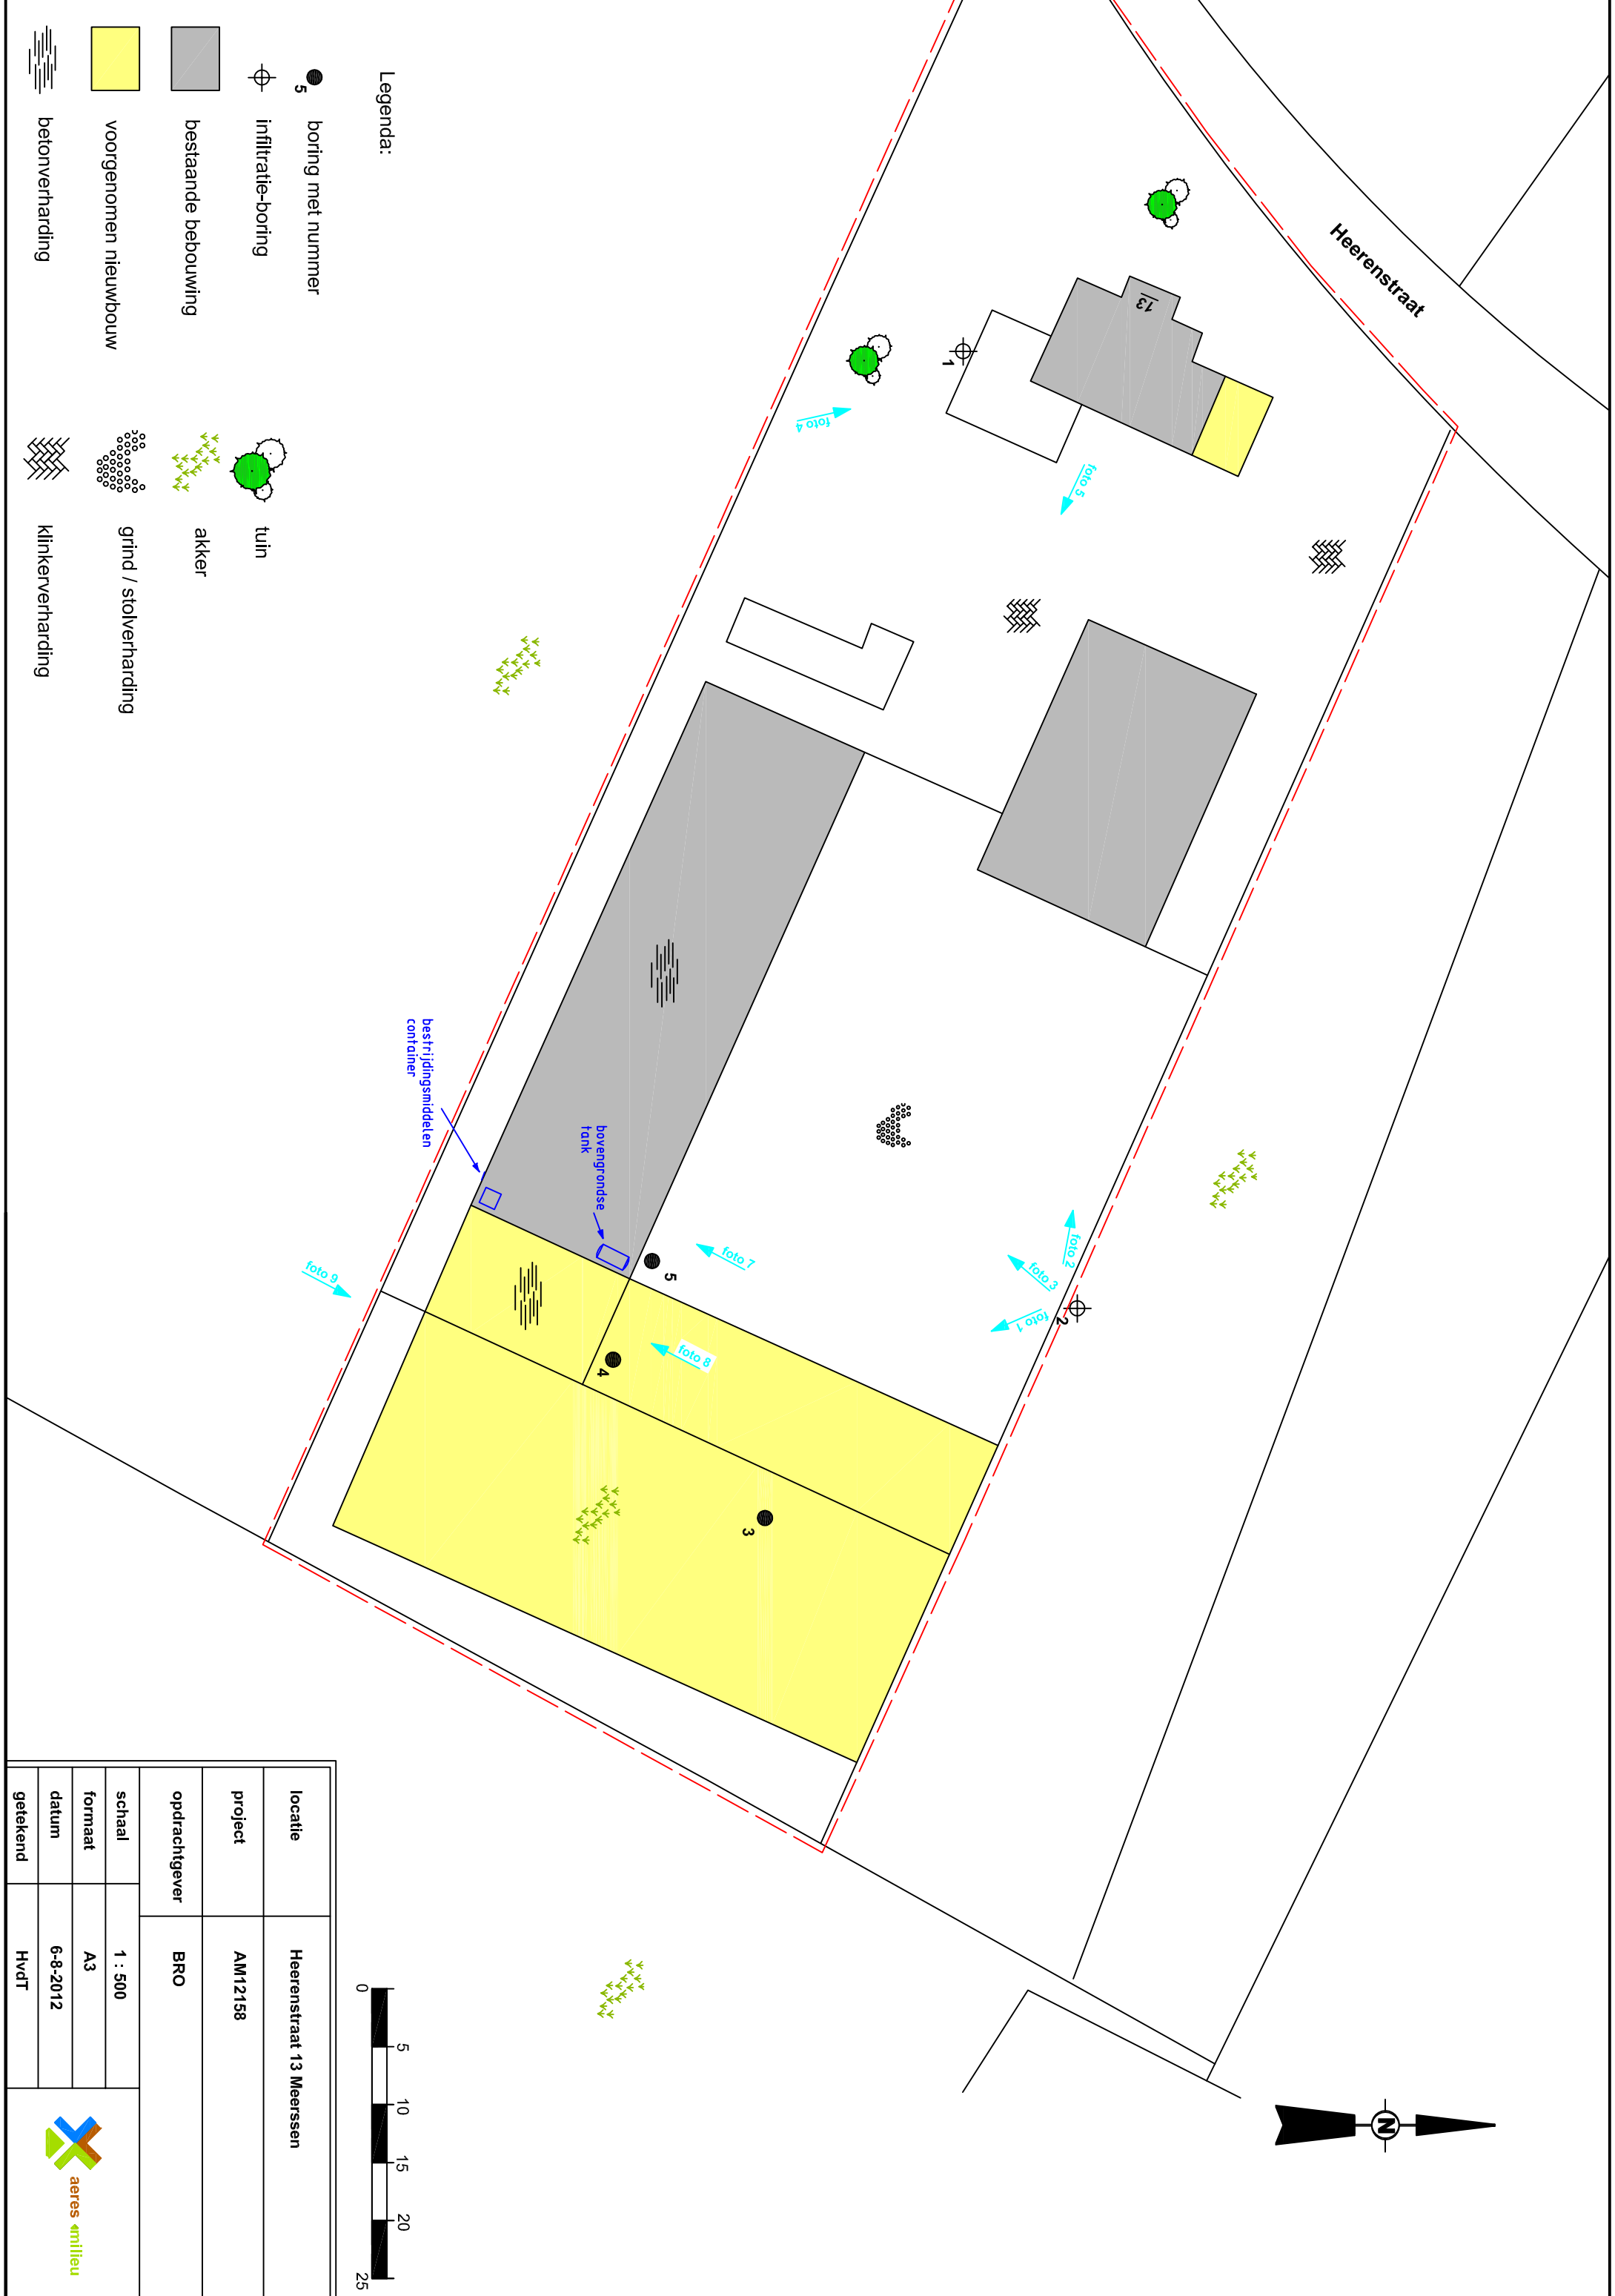 Heerenstraat
13
1
foto 4
foto 5
bestrijdingsmiddelen
container
bovengrondse
tank
foto 9
foto 7
5
foto 2
foto 3
foto 1
2
foto 8
4
3
N
Legenda:
5
boring met nummer
infiltratie-boring
bestaande bebouwing
voorgenomen nieuwbouw
betonverharding
tuin
akker
grind / stolverharding
klinkerverharding
0 5 10 15 20 25
locatie Heerenstraat 13 Meerssen
project AM12158
opdrachtgever BRO
schaal 1 : 500
formaat A3
datum 6-8-2012
getekend HvdT
aeres milieu